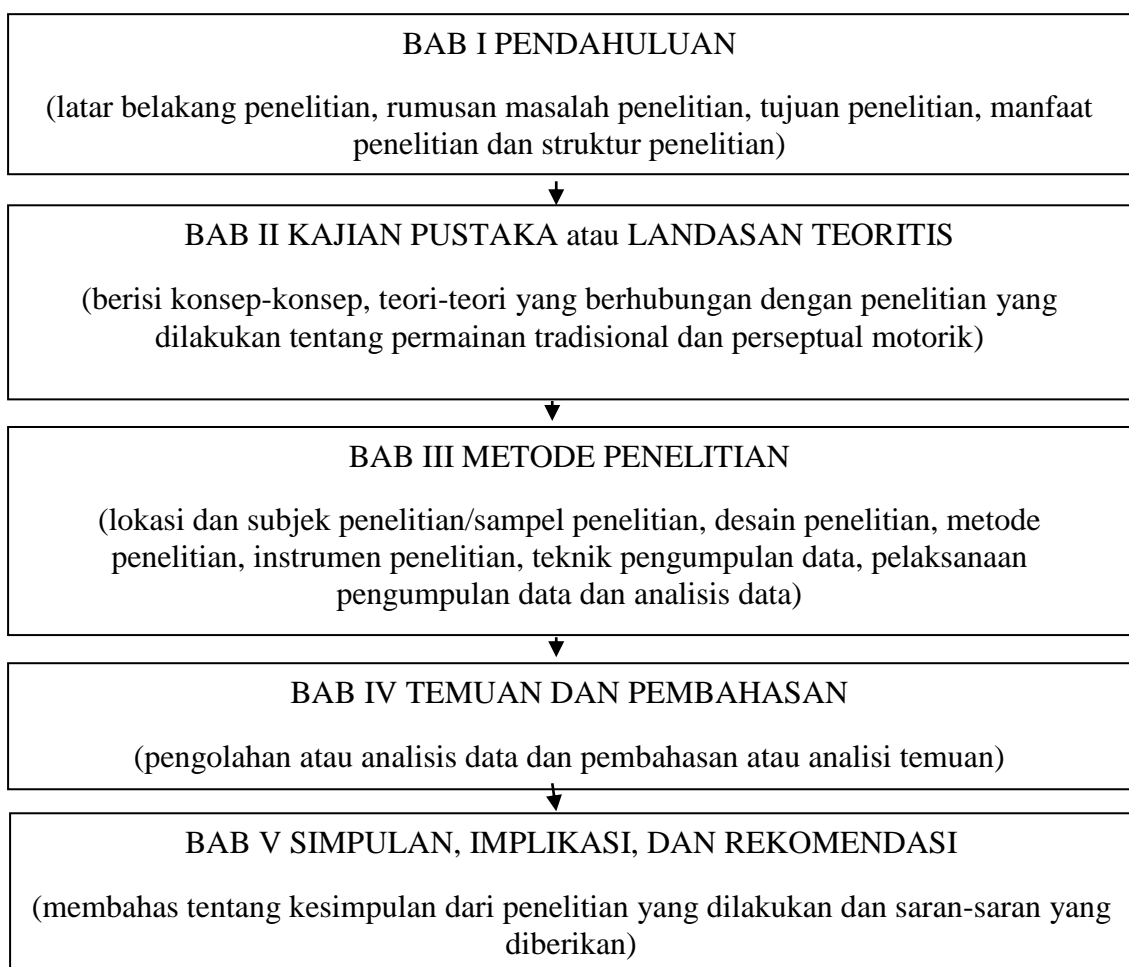 BAB I PENDAHULUAN
(latar belakang penelitian, rumusan masalah penelitian, tujuan penelitian, manfaat
penelitian dan struktur penelitian)
BAB II KAJIAN PUSTAKA atau LANDASAN TEORITIS
(berisi konsep-konsep, teori-teori yang berhubungan dengan penelitian yang
dilakukan tentang permainan tradisional dan perseptual motorik)
BAB III METODE PENELITIAN
(lokasi dan subjek penelitian/sampel penelitian, desain penelitian, metode
penelitian, instrumen penelitian, teknik pengumpulan data, pelaksanaan
pengumpulan data dan analisis data)
BAB IV TEMUAN DAN PEMBAHASAN
(pengolahan atau analisis data dan pembahasan atau analisi temuan)
BAB V SIMPULAN, IMPLIKASI, DAN REKOMENDASI
(membahas tentang kesimpulan dari penelitian yang dilakukan dan saran-saran yang
diberikan)